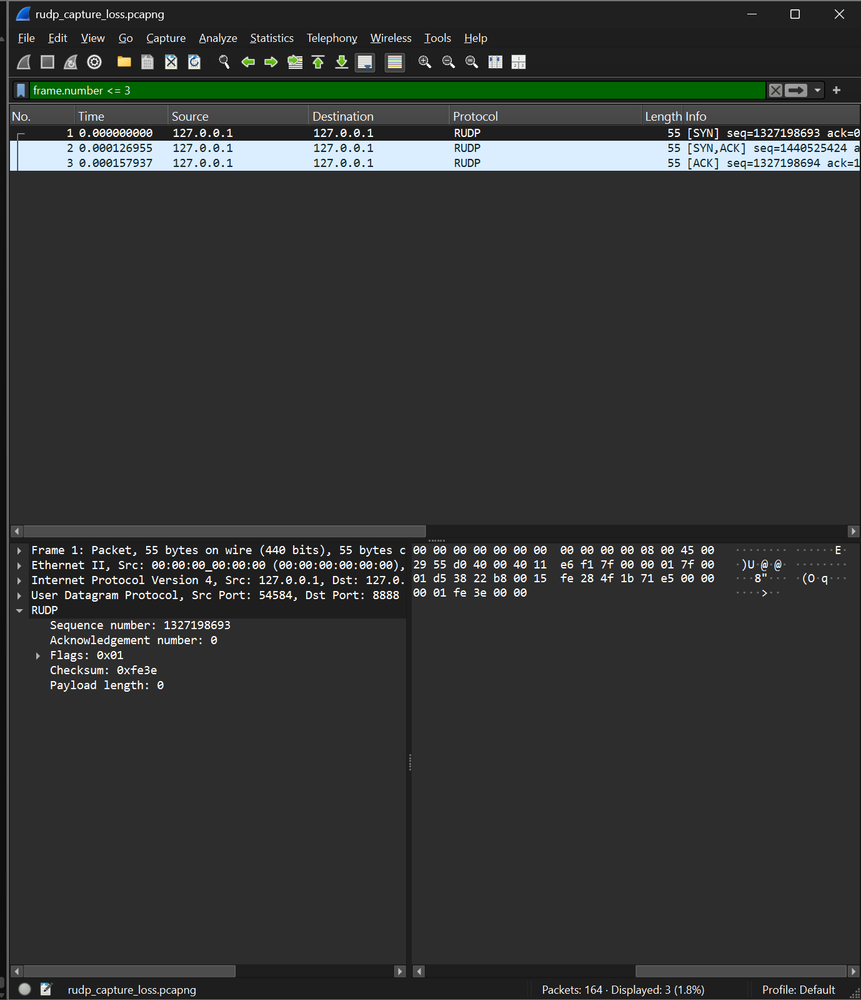 rudp_capture_loss.pcapng
File Edit View Go Capture Analyze Statistics Telephony Wireless Tools Help
frame.number <= 3
No. Time Source Destination Protocol Length Info
1 0.000000000 127.0.0.1 127.0.0.1 RUDP 55 [SYN] seq=1327198693 ack=0
2 0.000126955 127.0.0.1 127.0.0.1 RUDP 55 [SYN,ACK] seq=1440525424 a
3 0.000157937 127.0.0.1 127.0.0.1 RUDP 55 [ACK] seq=1327198694 ack=1
Frame 1: Packet, 55 bytes on wire (440 bits), 55 bytes c
Ethernet II, Src: 00:00:00_00:00:00 (00:00:00:00:00:00),
Internet Protocol Version 4, Src: 127.0.0.1, Dst: 127.0.
User Datagram Protocol, Src Port: 54584, Dst Port: 8888
RUDP
Sequence number: 1327198693
Acknowledgement number: 0
Flags: 0x01
Checksum: 0xfe3e
Payload length: 0
00 00 00 00 00 00 00 00 00 00 00 08 00 45 00 ········ ······E·
29 55 d0 40 00 40 11 e6 f1 7f 00 00 01 7f 00 ·)U·@·@· ········
01 d5 38 22 b8 00 15 fe 28 4f 1b 71 e5 00 00 ···8"··· ·(O·q···
00 01 fe 3e 00 00 ····>··
rudp_capture_loss.pcapng
Packets: 164 · Displayed: 3 (1.8%)
Profile: Default